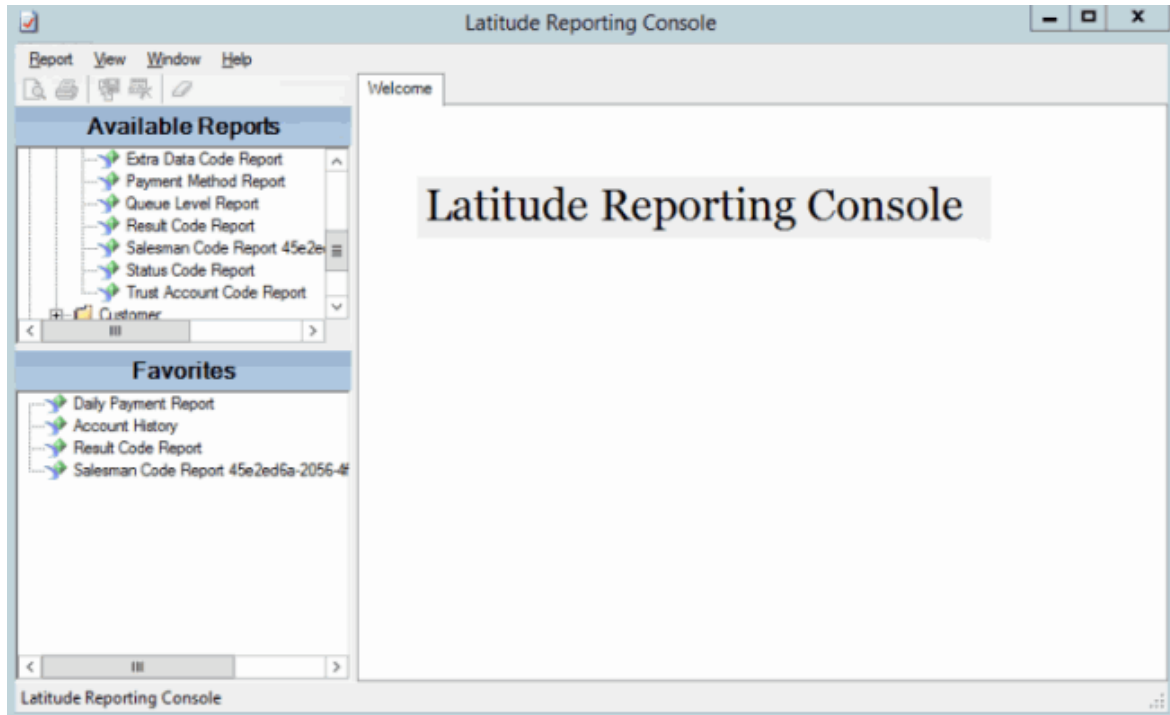 Latitude Reporting Console
Report View Window Help
Welcome
Available Reports
Extra Data Code Report
Payment Method Report
Queue Level Report
Result Code Report
Salesman Code Report 45e2e
Status Code Report
Trust Account Code Report
Customer
Latitude Reporting Console
Favorites
Daily Payment Report
Account History
Result Code Report
Salesman Code Report 45e2ed6a-2056-4f
Latitude Reporting Console